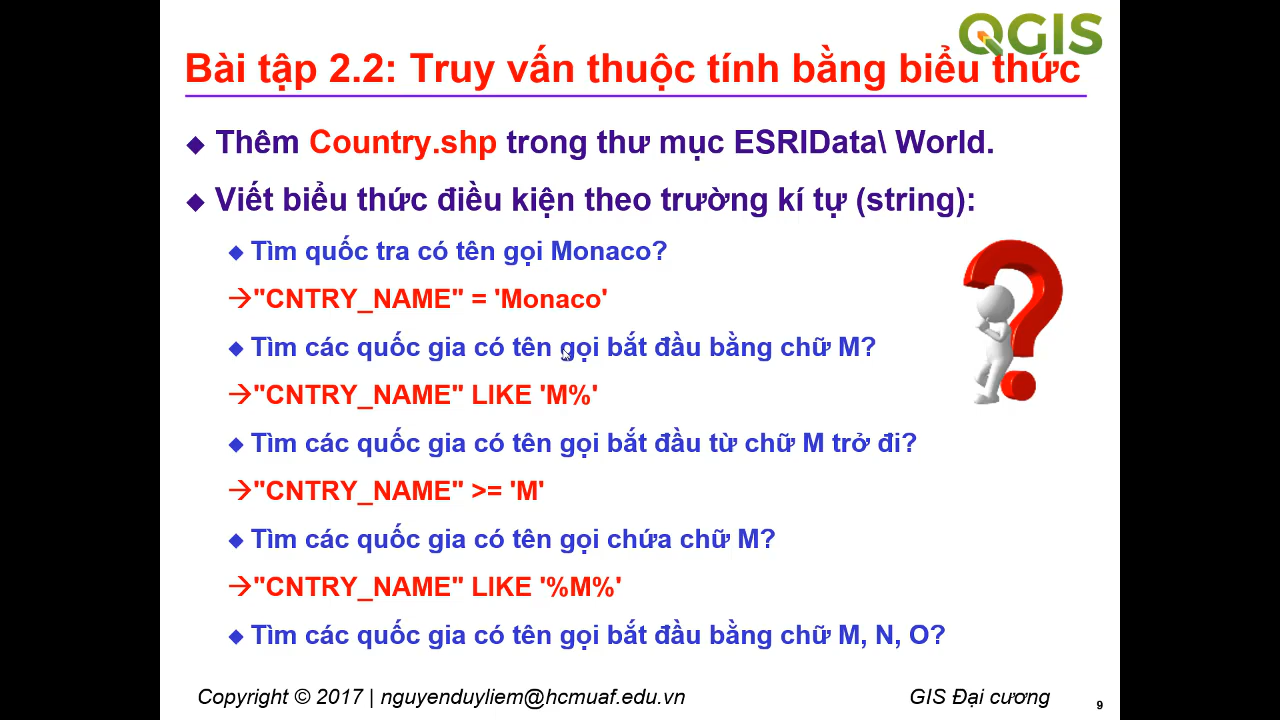 QGIS
Bài tập 2.2: Truy vấn thuộc tính bằng biểu thức
Thêm Country.shp trong thư mục ESRIData\ World.
Viết biểu thức điều kiện theo trường kí tự (string):
Tìm quốc tra có tên gọi Monaco?
→"CNTRY_NAME" = 'Monaco'
Tìm các quốc gia có tên gọi bắt đầu bằng chữ M?
→"CNTRY_NAME" LIKE 'M%'
Tìm các quốc gia có tên gọi bắt đầu từ chữ M trở đi?
→"CNTRY_NAME" >= 'M'
Tìm các quốc gia có tên gọi chứa chữ M?
→"CNTRY_NAME" LIKE '%M%'
Tìm các quốc gia có tên gọi bắt đầu bằng chữ M, N, O?
Copyright © 2017 | nguyenduyliem@hcmuaf.edu.vn GIS Đại cương 9